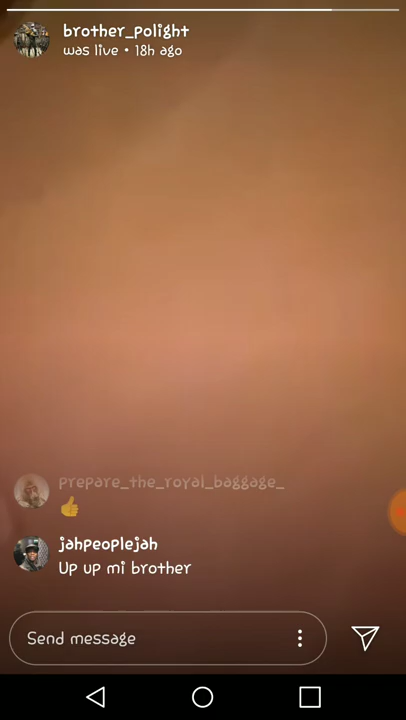 brother_polight
was live • 18h ago
prepare_the_royal_baggage_
👍
jahpeoplejah
Up up mi brother
Send message